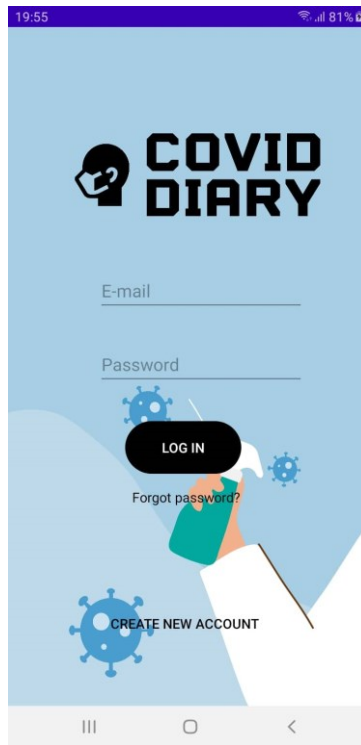 19:55
81%
COVID
DIARY
E-mail
Password
LOG IN
Forgot password?
CREATE NEW ACCOUNT